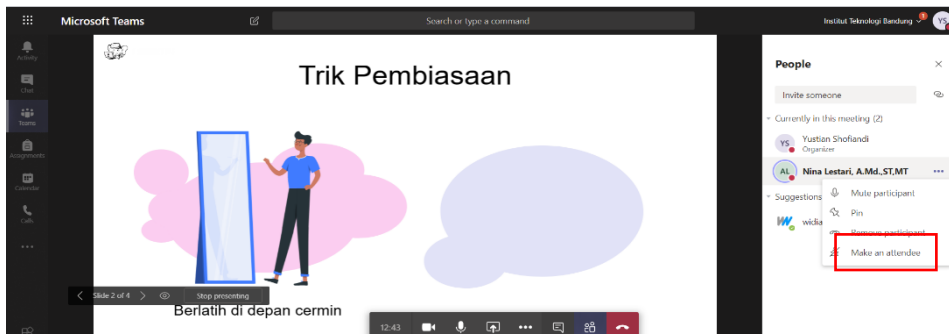 Microsoft Teams
Search or type a command
Institut Teknologi Bandung
YS
Activity
Chat
Teams
Assignments
Calendar
Calls
Trik Pembiasaan
Berlatih di depan cermin
Slide 2 of 4
Stop presenting
12:43
People
Invite someone
Currently in this meeting (2)
YS
Yustian Shofiandi
Organizer
AL
Nina Lestari, A.Md.,ST,MT
Suggestions
Mute participant
Pin
widia
Remove participant
Make an attendee